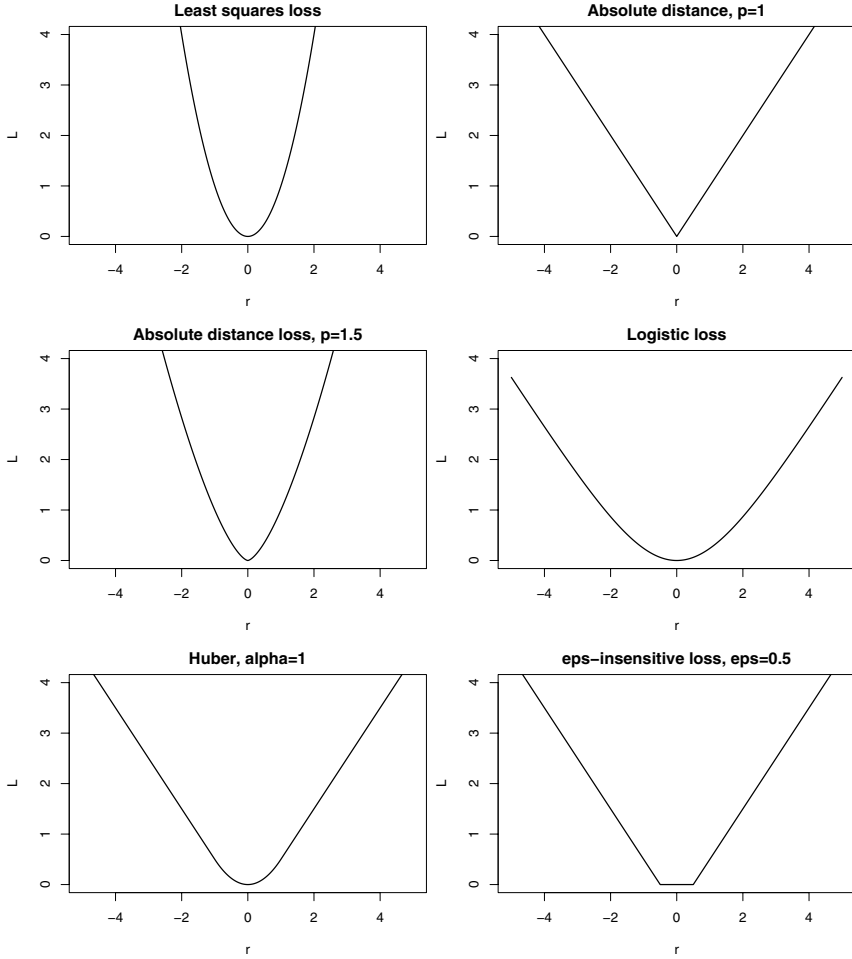 Least squares loss
4
3
2
1
0
L
−4 −2 0 2 4
r
Absolute distance, p=1
4
3
2
1
0
L
−4 −2 0 2 4
r
Absolute distance loss, p=1.5
4
3
2
1
0
L
−4 −2 0 2 4
r
Logistic loss
4
3
2
1
0
L
−4 −2 0 2 4
r
Huber, alpha=1
4
3
2
1
0
L
−4 −2 0 2 4
r
eps−insensitive loss, eps=0.5
4
3
2
1
0
L
−4 −2 0 2 4
r